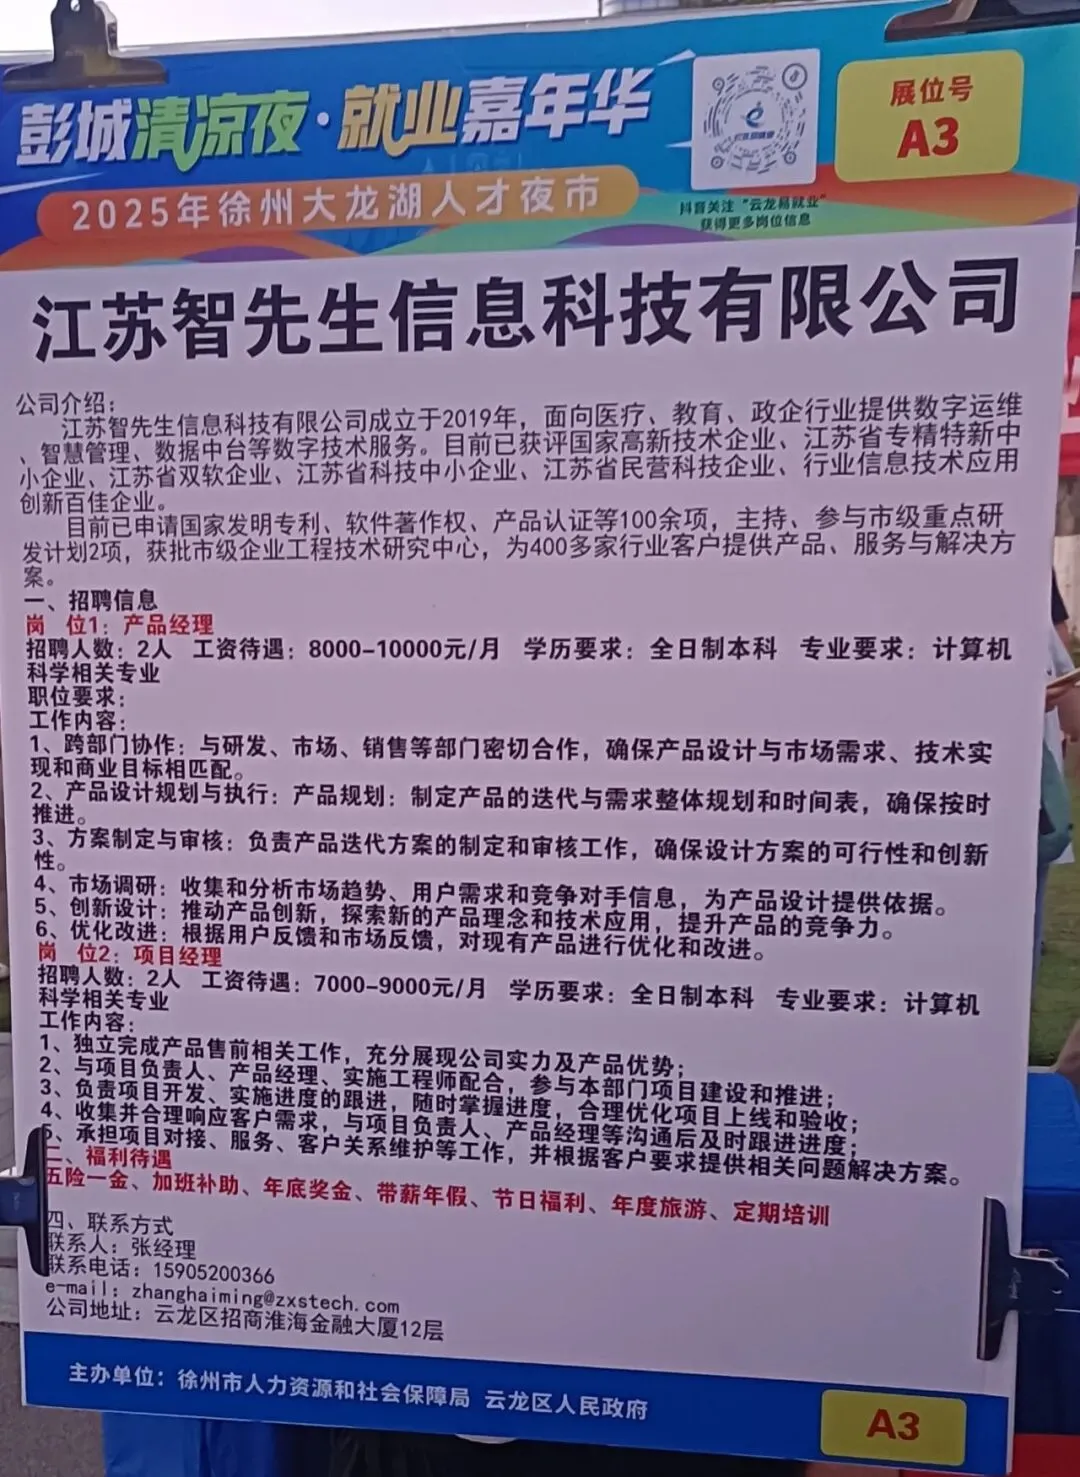 彭城清凉夜·就业嘉年华
2025年徐州大龙湖人才夜市
抖音关注“云龙易就业”
获得更多岗位信息
展位号
A3
江苏智先生信息科技有限公司
公司介绍：
江苏智先生信息科技有限公司成立于2019年，面向医疗、教育、政企行业提供数字运维
、智慧管理、数据中台等数字技术服务。目前已获评国家高新技术企业、江苏省专精特新中
小企业、江苏省双软企业、江苏省科技中小企业、江苏省民营科技企业、行业信息技术应用
创新百佳企业。
目前已申请国家发明专利、软件著作权、产品认证等100余项，主持、参与市级重点研
发计划2项，获批市级企业工程技术研究中心，为400多家行业客户提供产品、服务与解决方
案。
一、招聘信息
岗 位1：产品经理
招聘人数：2人 工资待遇：8000-10000元/月 学历要求：全日制本科 专业要求：计算机
科学相关专业
职位要求：
工作内容：
1、跨部门协作：与研发、市场、销售等部门密切合作，确保产品设计与市场需求、技术实
现和商业目标相匹配。
2、产品设计规划与执行：产品规划：制定产品的迭代与需求整体规划和时间表，确保按时
推进。
3、方案制定与审核：负责产品迭代方案的制定和审核工作，确保设计方案的可行性和创新
性。
4、市场调研：收集和分析市场趋势、用户需求和竞争对手信息，为产品设计提供依据。
5、创新设计：推动产品创新，探索新的产品理念和技术应用，提升产品的竞争力。
6、优化改进：根据用户反馈和市场反馈，对现有产品进行优化和改进。
岗 位2：项目经理
招聘人数：2人 工资待遇：7000-9000元/月 学历要求：全日制本科 专业要求：计算机
科学相关专业
工作内容：
1、独立完成产品售前相关工作，充分展现公司实力及产品优势；
2、与项目负责人、产品经理、实施工程师配合，参与本部门项目建设和推进；
3、负责项目开发、实施进度的跟进，随时掌握进度，合理优化项目上线和验收；
4、收集并合理响应客户需求，与项目负责人、产品经理等沟通后及时跟进进度；
5、承担项目对接、服务、客户关系维护等工作，并根据客户要求提供相关问题解决方案。
二、福利待遇
五险一金、加班补助、年底奖金、带薪年假、节日福利、年度旅游、定期培训
四、联系方式
联系人：张经理
联系电话：15905200366
e-mail：zhanghaiming@zxstech.com
公司地址：云龙区招商淮海金融大厦12层
主办单位：徐州市人力资源和社会保障局 云龙区人民政府
A3